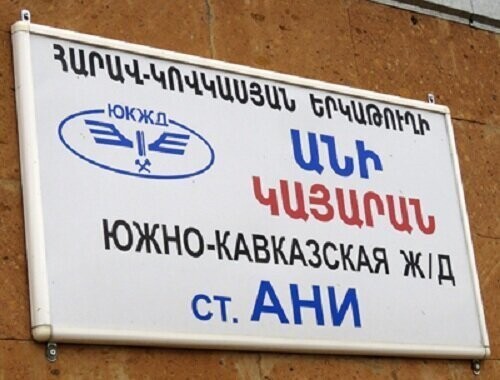 ՀԱՐԱՎ-ԿՈՎԿԱՍՅԱՆ ԵՐԿԱԹՈՒՂԻ
ЮКЖД
ԱՆԻ
ԿԱՅԱՐԱՆ
ЮЖНО-КАВКАЗСКАЯ Ж/Д
СТ. АНИ